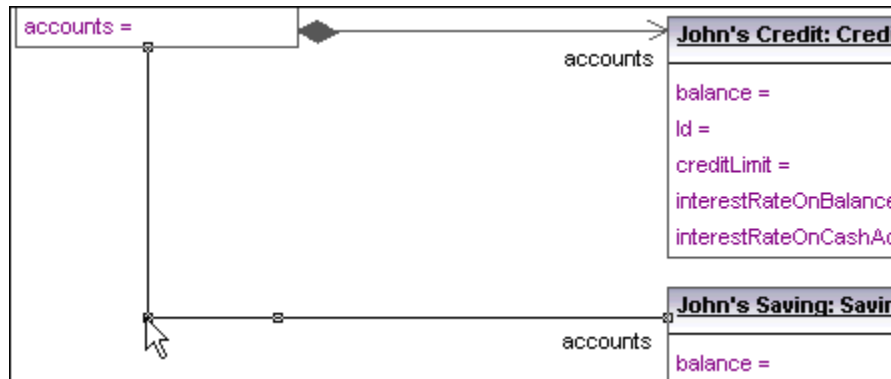 accounts =
John's Credit: Cred
accounts
balance =
Id =
creditLimit =
interestRateOnBalance
interestRateOnCashAd
John's Saving: Savin
accounts
balance =